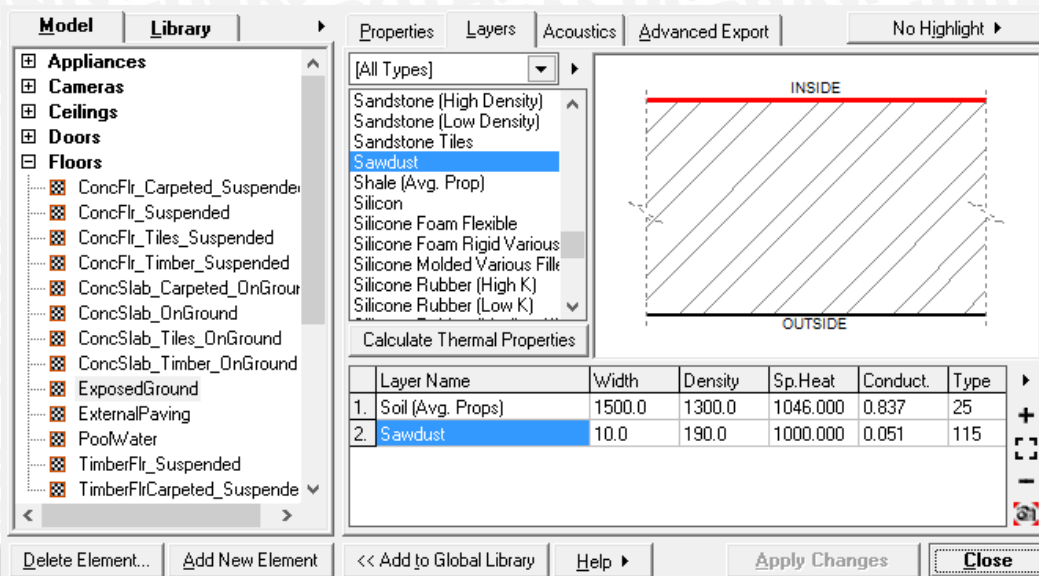 Model
Library
Appliances
Cameras
Ceilings
Doors
Floors
ConcFlr_Carpeted_Suspende
ConcFlr_Suspended
ConcFlr_Tiles_Suspended
ConcFlr_Timber_Suspended
ConcSlab_Carpeted_OnGroun
ConcSlab_OnGround
ConcSlab_Tiles_OnGround
ConcSlab_Timber_OnGround
ExposedGround
ExternalPaving
PoolWater
TimberFlr_Suspended
TimberFlrCarpeted_Suspende
Delete Element...
Add New Element
Properties
Layers
Acoustics
Advanced Export
No Highlight
[All Types]
Sandstone (High Density)
Sandstone (Low Density)
Sandstone Tiles
Sawdust
Shale (Avg. Prop)
Silicon
Silicone Foam Flexible
Silicone Foam Rigid Various
Silicone Molded Various Fille
Silicone Rubber (High K)
Silicone Rubber (Low K)
Calculate Thermal Properties
INSIDE
OUTSIDE
Layer Name Width Density Sp.Heat Conduct. Type
1. Soil (Avg. Props) 1500.0 1300.0 1046.000 0.837 25
2. Sawdust 10.0 190.0 1000.000 0.051 115
<< Add to Global Library
Help
Apply Changes
Close